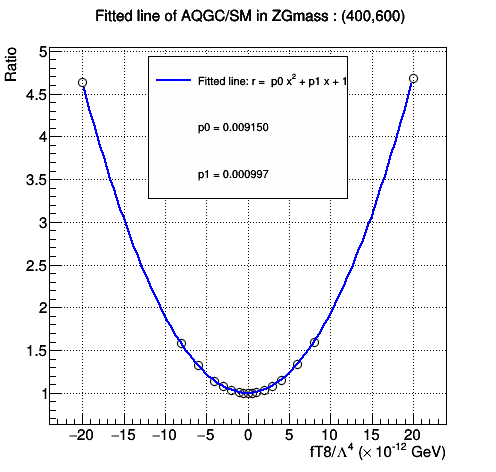 Fitted line of AQGC/SM in ZGmass : (400,600)
Ratio
5
4.5
4
3.5
3
2.5
2
1.5
1
Fitted line: r = p0 x² + p1 x + 1
p0 = 0.009150
p1 = 0.000997
−20 −15 −10 −5 0 5 10 15 20
fT8/Λ⁴ (× 10⁻¹² GeV)